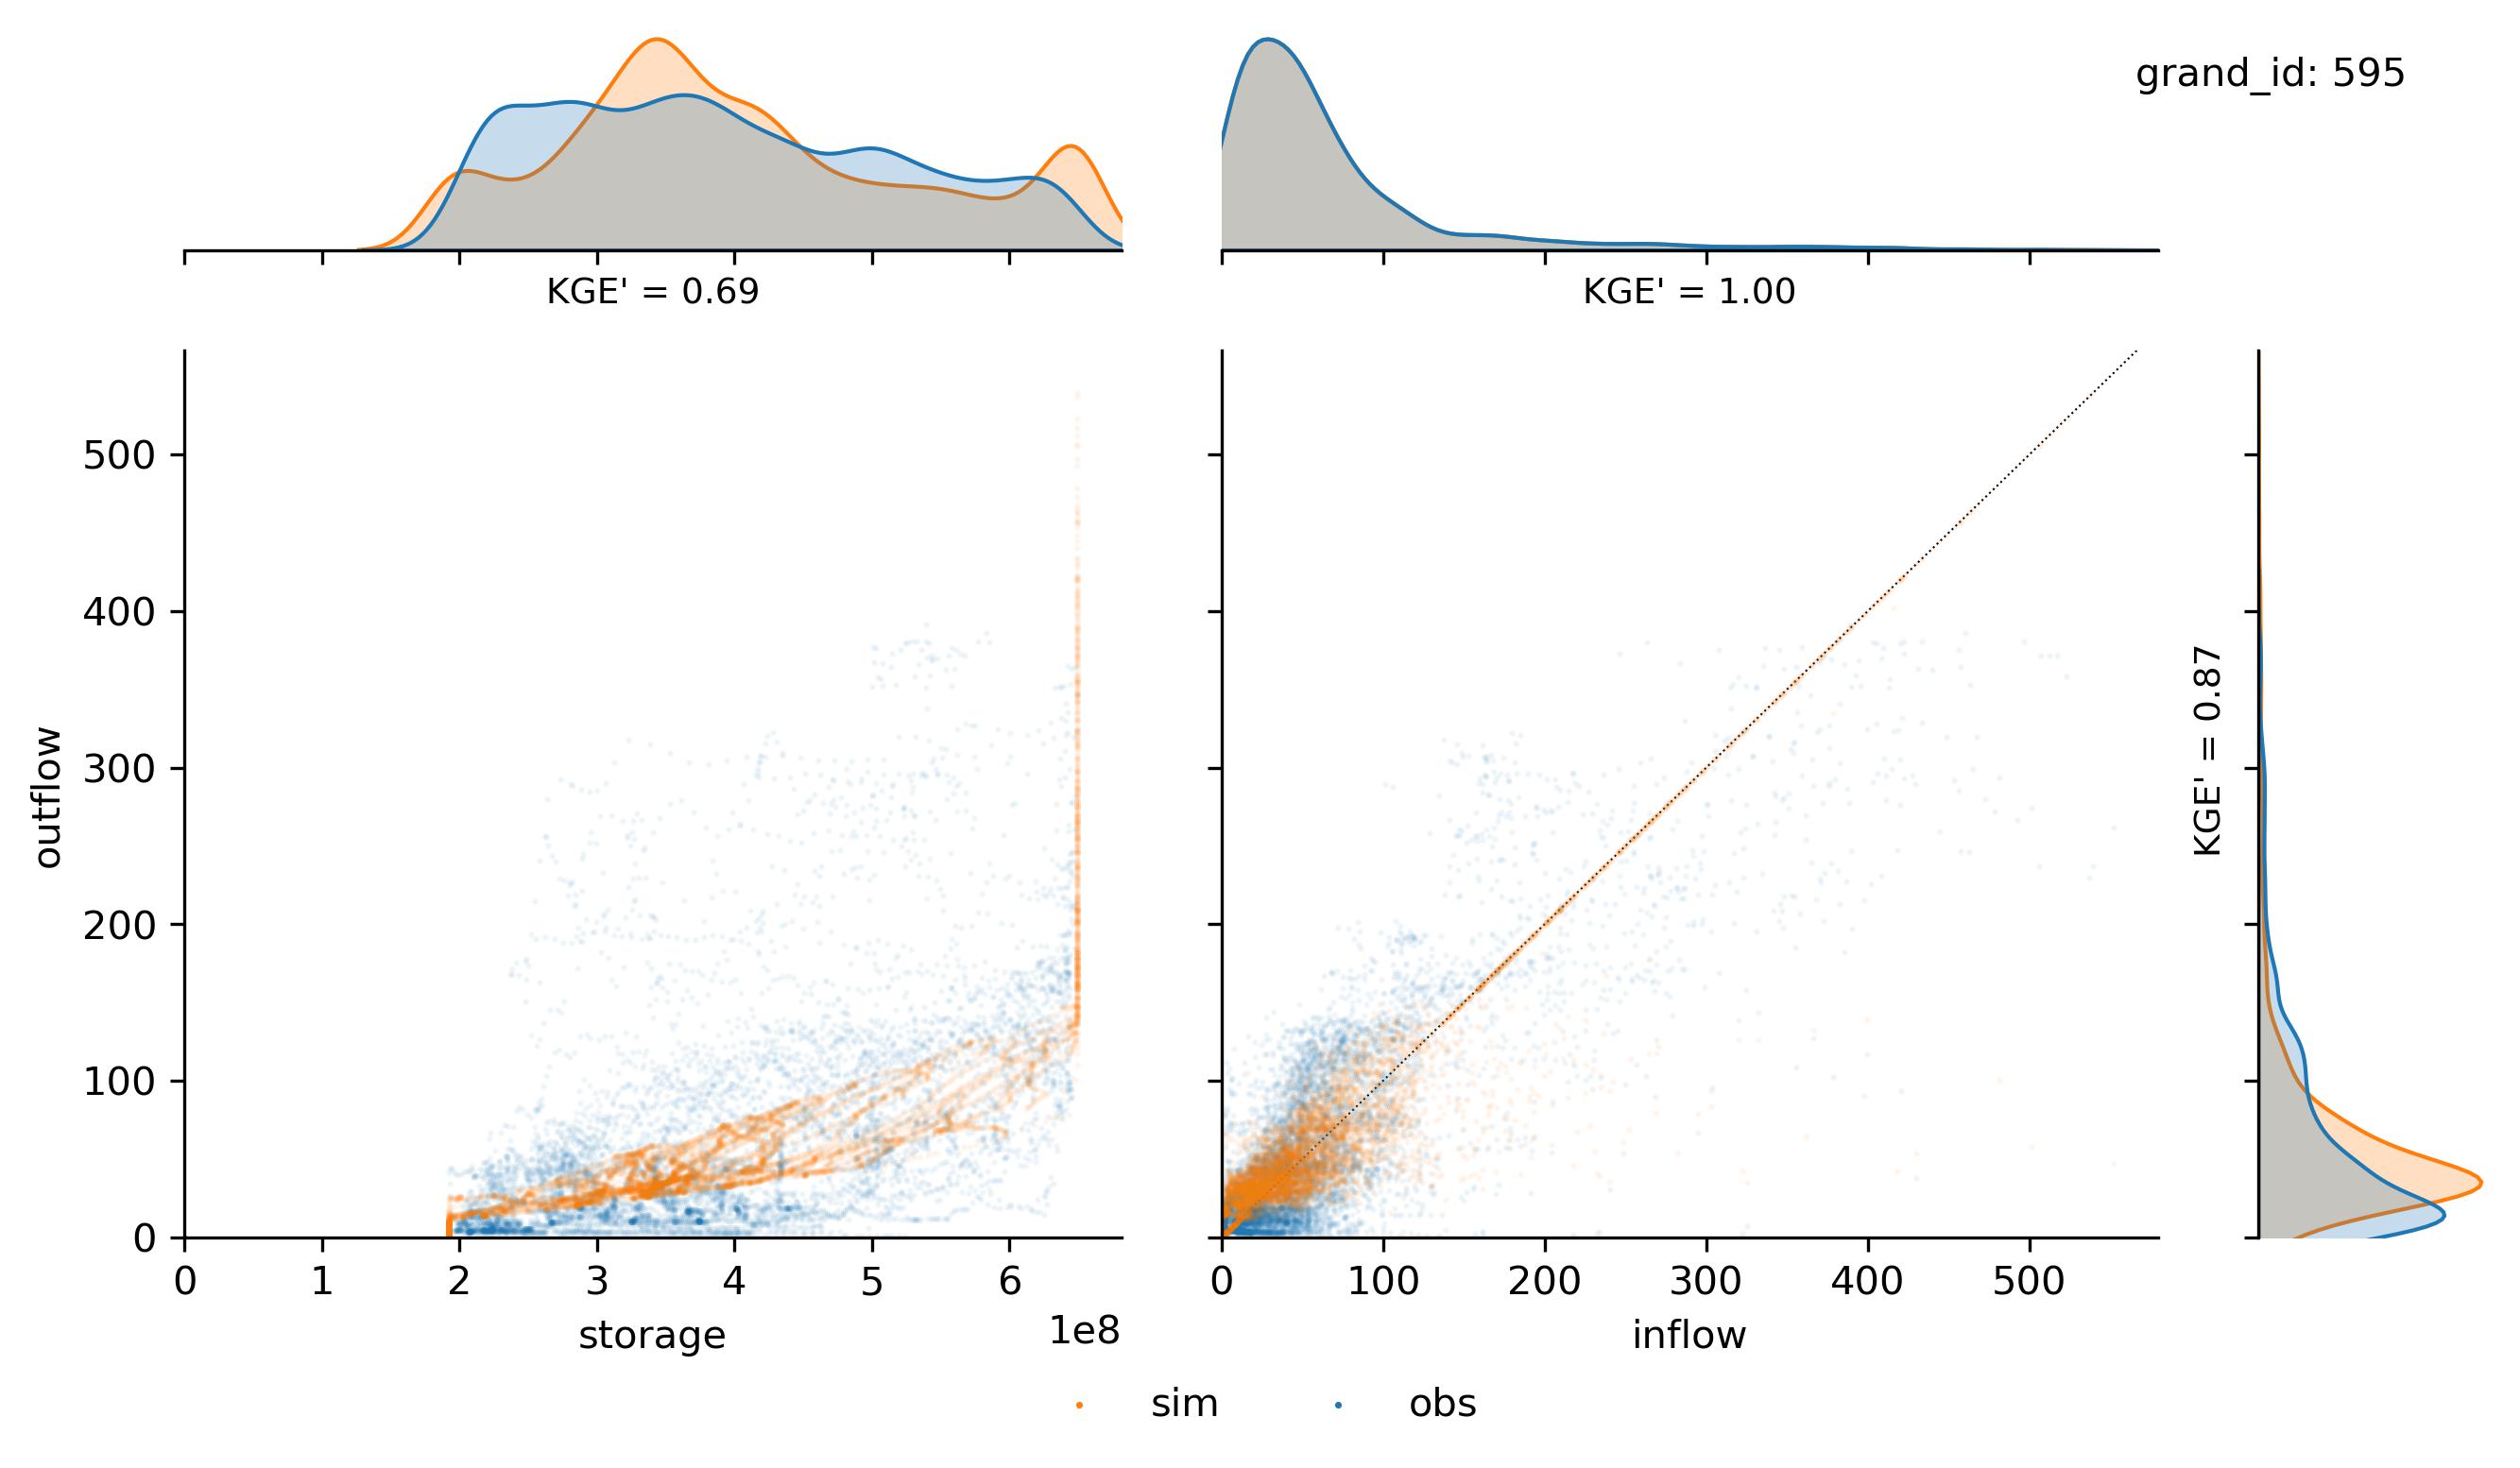 grand_id: 595
KGE' = 0.69
KGE' = 1.00
outflow
500
400
300
200
100
0
KGE' = 0.87
0 1 2 3 4 5 6
1e8
storage
0 100 200 300 400 500
inflow
sim obs